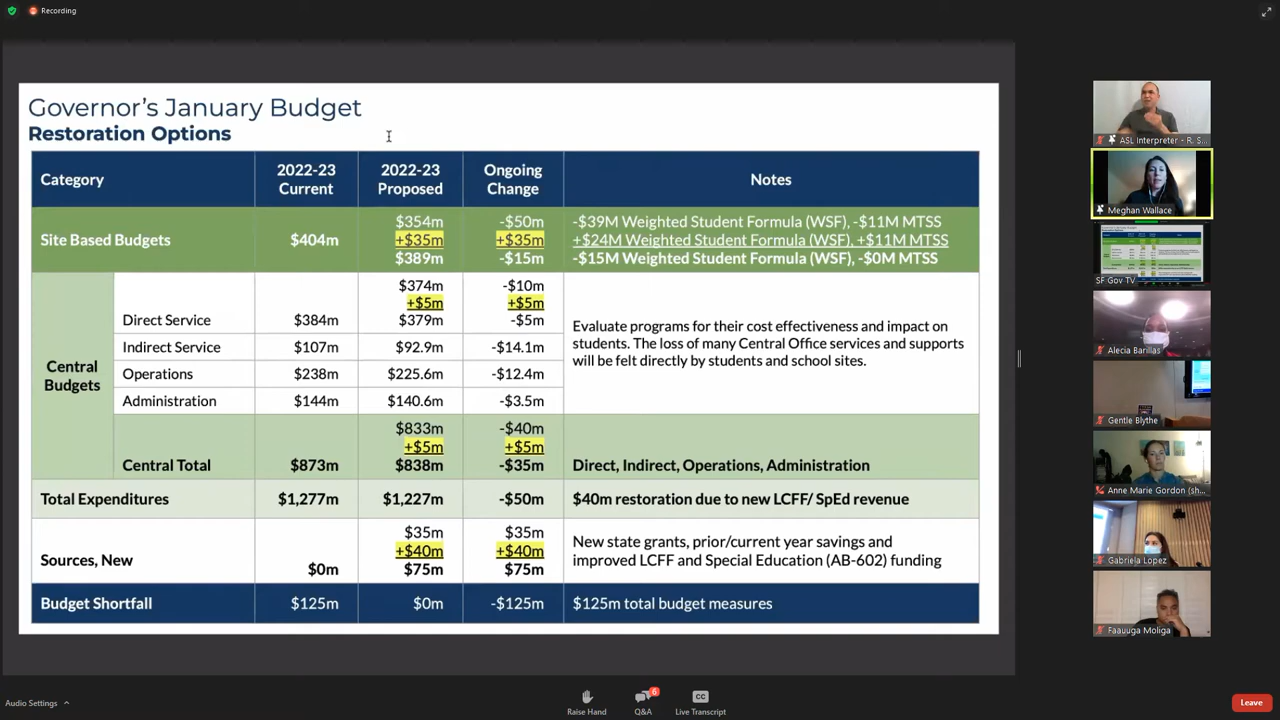 Recording
Governor's January Budget
Restoration Options
Category
2022-23 Current
2022-23 Proposed
Ongoing Change
Notes
Site Based Budgets
$404m
$354m
+$35m
$389m
-$50m
+$35m
-$15m
-$39M Weighted Student Formula (WSF), -$11M MTSS
+$24M Weighted Student Formula (WSF), +$11M MTSS
-$15M Weighted Student Formula (WSF), -$0M MTSS
Central Budgets
Direct Service
$384m
$374m
+$5m
$379m
-$10m
+$5m
-$5m
Evaluate programs for their cost effectiveness and impact on
students. The loss of many Central Office services and supports
will be felt directly by students and school sites.
Indirect Service
$107m
$92.9m
-$14.1m
Operations
$238m
$225.6m
-$12.4m
Administration
$144m
$140.6m
-$3.5m
Central Total
$873m
$833m
+$5m
$838m
-$40m
+$5m
-$35m
Direct, Indirect, Operations, Administration
Total Expenditures
$1,277m
$1,227m
-$50m
$40m restoration due to new LCFF/ SpEd revenue
Sources, New
$0m
$35m
+$40m
$75m
$35m
+$40m
$75m
New state grants, prior/current year savings and
improved LCFF and Special Education (AB-602) funding
Budget Shortfall
$125m
$0m
-$125m
$125m total budget measures
ASL Interpreter - R. S...
Meghan Wallace
SF Gov TV
Alecia Barillas
Gentle Blythe
Anne Marie Gordon (sh...
Gabriela Lopez
Faauuga Moliga
Audio Settings
Raise Hand
6
Q&A
CC
Live Transcript
Leave